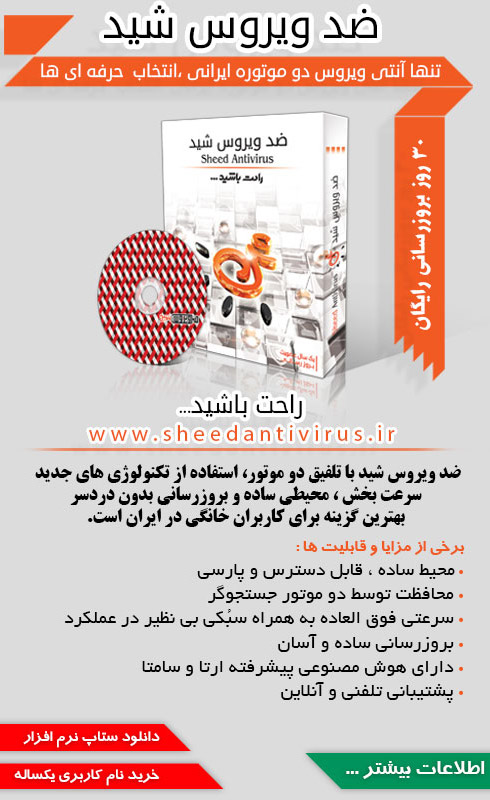 ضد ویروس شید
تنها آنتی ویروس دو موتوره ایرانی ،انتخاب حرفه ای ها
۳۰ روز بروزرسانی رایگان
ضد ویروس شید
Sheed Antivirus
راحت باشید...
ضد ویروس شید
Sheed Antivirus
راحت باشید...
www.sheedantivirus.ir
ضد ویروس شید با تلفیق دو موتور، استفاده از تکنولوژی های جدید
سرعت بخش ، محیطی ساده و بروزرسانی بدون دردسر
بهترین گزینه برای کاربران خانگی در ایران است.
برخی از مزایا و قابلیت ها :
• محیط ساده ، قابل دسترس و پارسی
• محافظت توسط دو موتور جستجوگر
• سرعتی فوق العاده به همراه سبُکی بی نظیر در عملکرد
• بروزرسانی ساده و آسان
• دارای هوش مصنوعی پیشرفته ارتا و سامتا
• پشتیبانی تلفنی و آنلاین
دانلود ستاپ نرم افزار
خرید نام کاربری یکساله
اطلاعات بیشتر ...